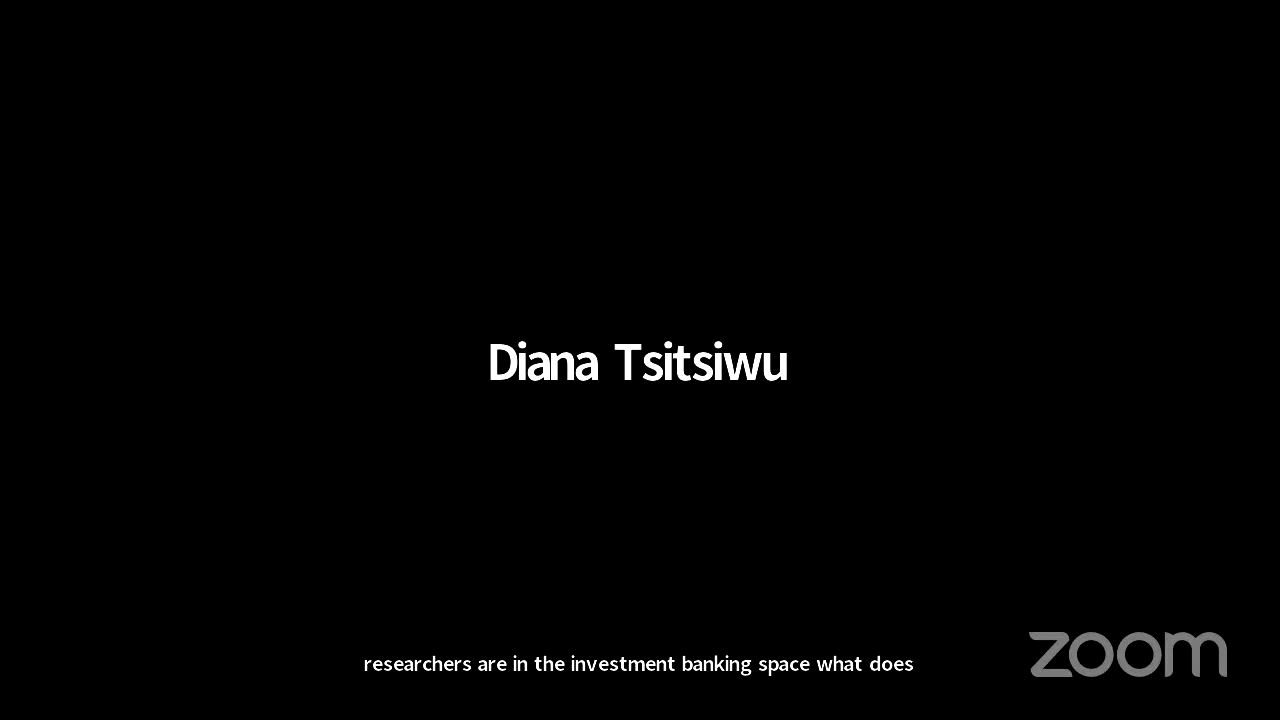 Diana Tsitsiwu
researchers are in the investment banking space what does
zoom